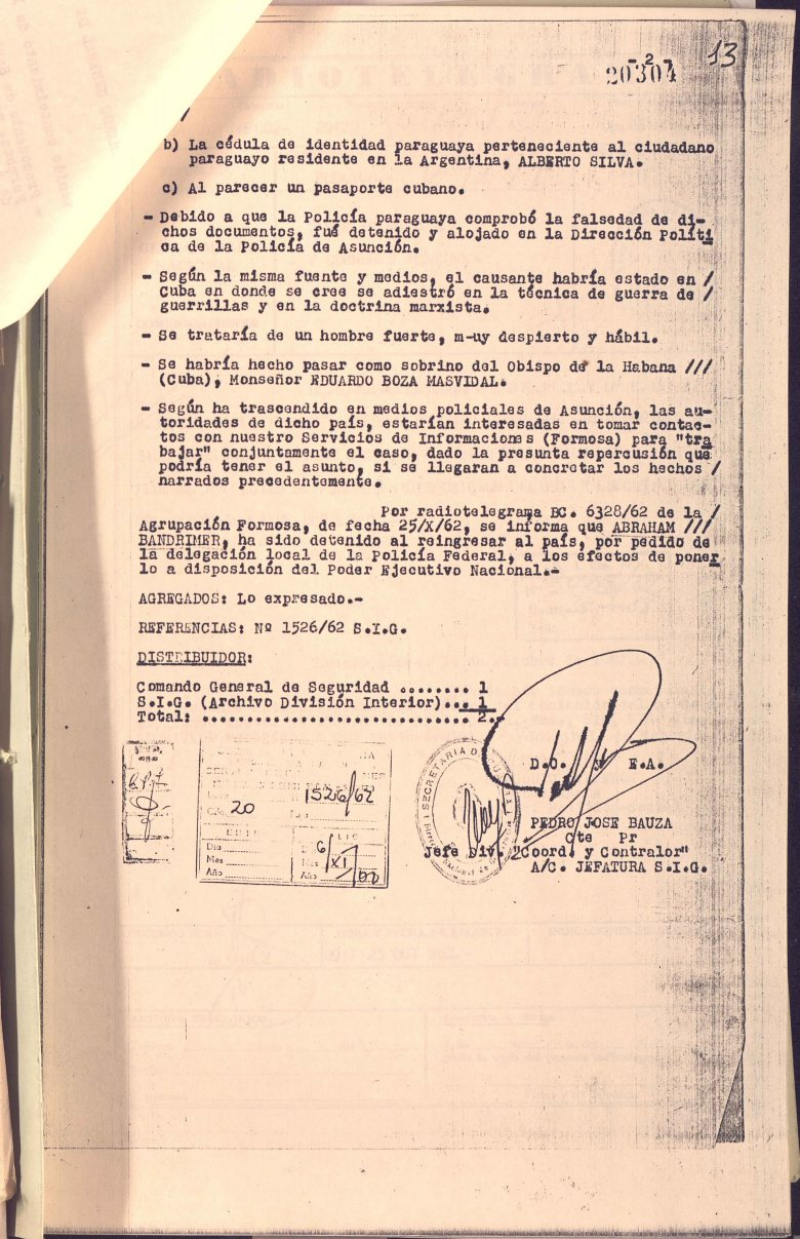 13
-2-
20304
/
b) La cédula de identidad paraguaya perteneciente al ciudadano
paraguayo residente en la Argentina, ALBERTO SILVA.
c) Al parecer un pasaporte cubano.
- Debido a que la Policía paraguaya comprobó la falsedad de di-
chos documentos, fué detenido y alojado en la Dirección Políti
ca de la Policía de Asunción.
- Según la misma fuente y medios, el causante habría estado en /
Cuba en donde se cree se adiestró en la técnica de guerra de /
guerrillas y en la doctrina marxista.
- Se trataría de un hombre fuerte, m-uy despierto y hábil.
- Se habría hecho pasar como sobrino del Obispo de la Habana ///
(Cuba), Monseñor EDUARDO BOZA MASVIDAL.
- Según ha trascendido en medios policiales de Asunción, las au-
toridades de dicho país, estarían interesadas en tomar contac-
tos con nuestro Servicios de Informaciones (Formosa) para "tra
bajar" conjuntamente el caso, dado la presunta repercusión que
podría tener el asunto, si se llegaran a concretar los hechos /
narrados precedentemente.
Por radiotelegrama BC. 6328/62 de la /
Agrupación Formosa, de fecha 25/X/62, se informa que ABRAHAM ///
BANDRIMER, ha sido detenido al reingresar al país, por pedido de
la delegación local de la Policía Federal, a los efectos de poner
lo a disposición del Poder Ejecutivo Nacional.-
AGREGADOS: Lo expresado.-
REFERENCIAS: Nº 1526/62 S.I.G.
DISTRIBUIDOR:
Comando General de Seguridad ........ 1
S.I.G. (Archivo División Interior)... 1
Total: .............................. 2.-
20
1526/62
Dia
Mes
Año
6
XI
Año
SECRETARIA D
D.O. E.A.
PEDRO JOSE BAUZA
Cte Pr
Jefe Div. "Coord. y Contralor"
A/C. JEFATURA S.I.G.